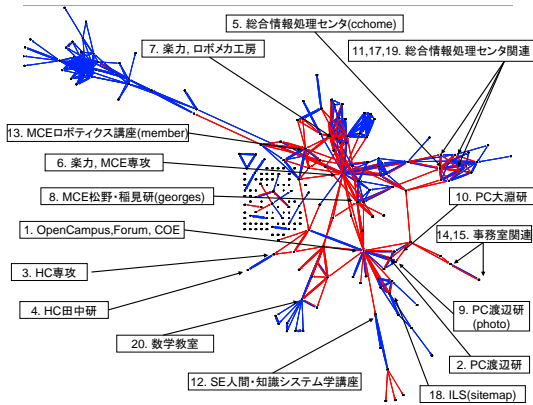 5. 総合情報処理センタ(cchome)
7. 楽力, ロボメカ工房
11,17,19. 総合情報処理センタ関連
13. MCEロボティクス講座(member)
6. 楽力, MCE専攻
8. MCE松野・稲見研(georges)
10. PC大淵研
1. OpenCampus,Forum, COE
14,15. 事務室関連
3. HC専攻
4. HC田中研
9. PC渡辺研
(photo)
20. 数学教室
2. PC渡辺研
12. SE人間・知識システム学講座
18. ILS(sitemap)